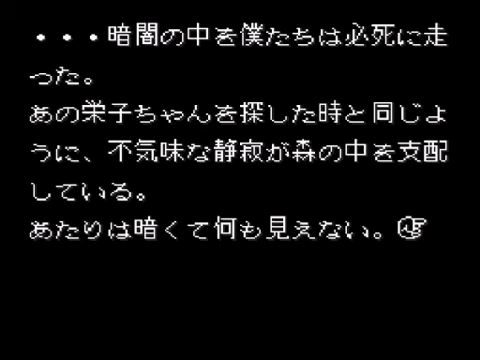 ・・・暗闇の中を僕たちは必死に走
った。
あの栄子ちゃんを探した時と同じよ
うに、不気味な静寂が森の中を支配
している。
あたりは暗くて何も見えない。